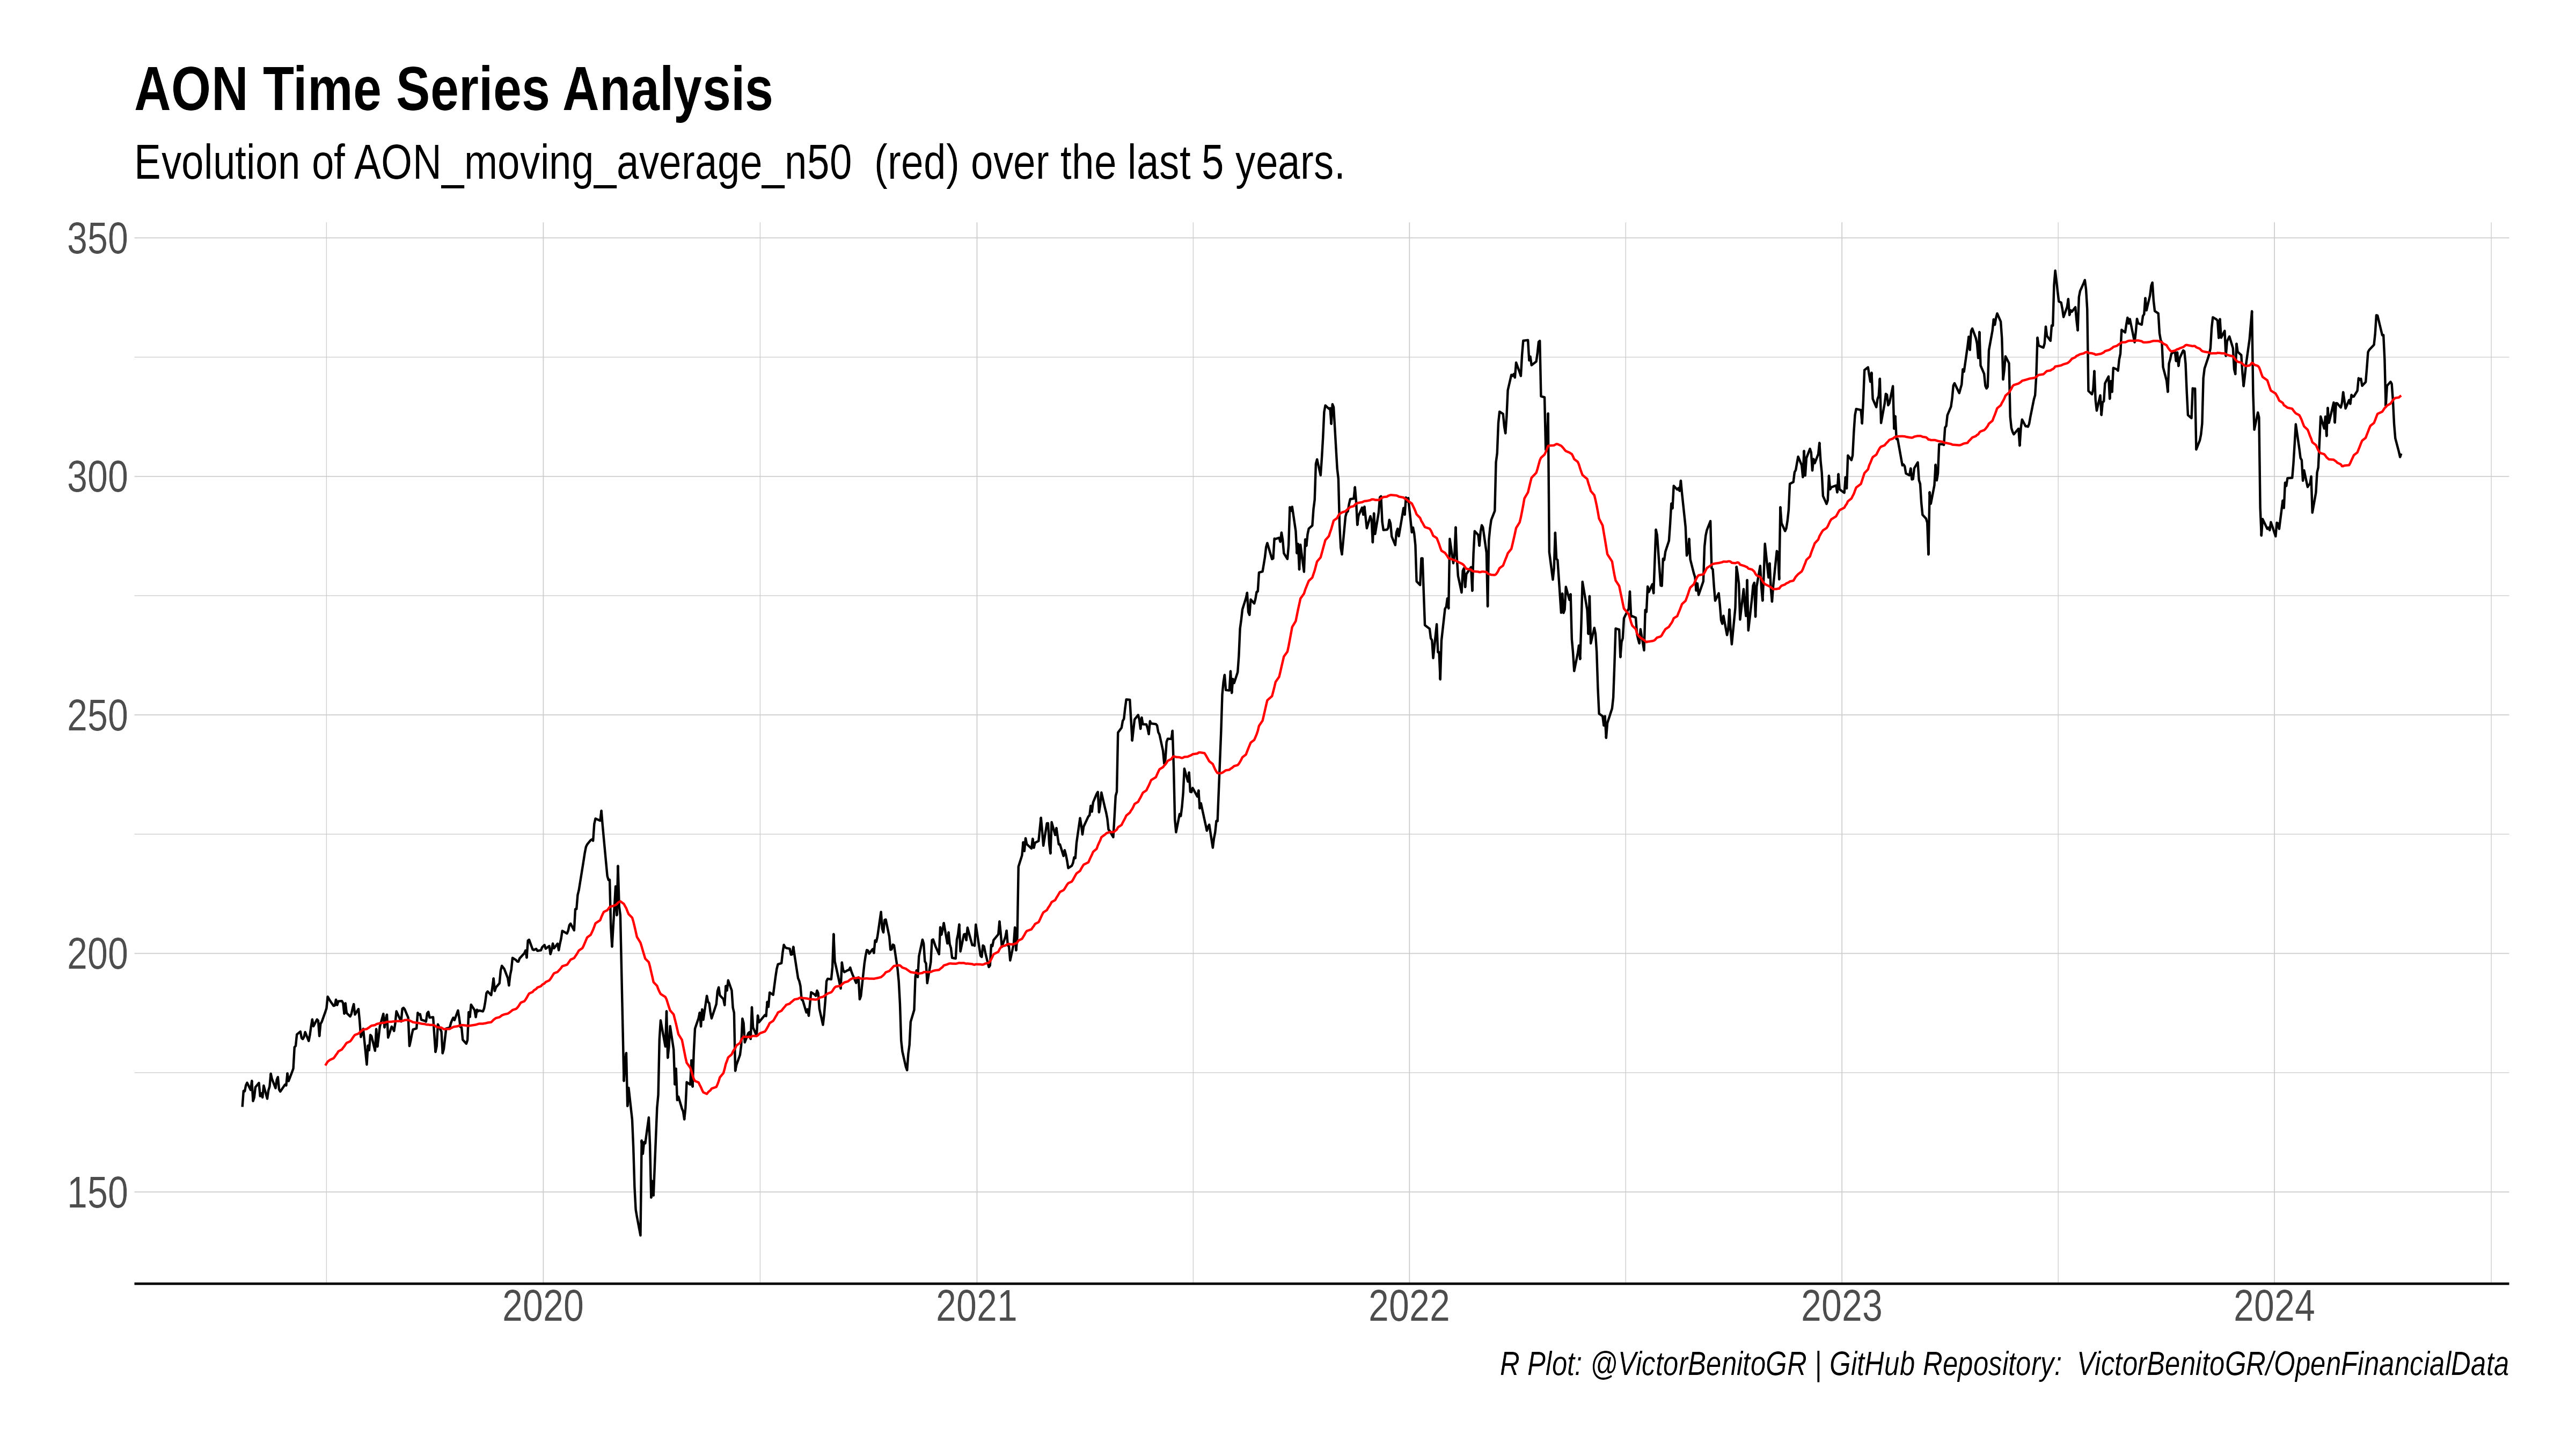 AON Time Series Analysis
Evolution of AON_moving_average_n50  (red) over the last 5 years.
350
300
250
200
150
2020 2021 2022 2023 2024
R Plot: @VictorBenitoGR | GitHub Repository:  VictorBenitoGR/OpenFinancialData